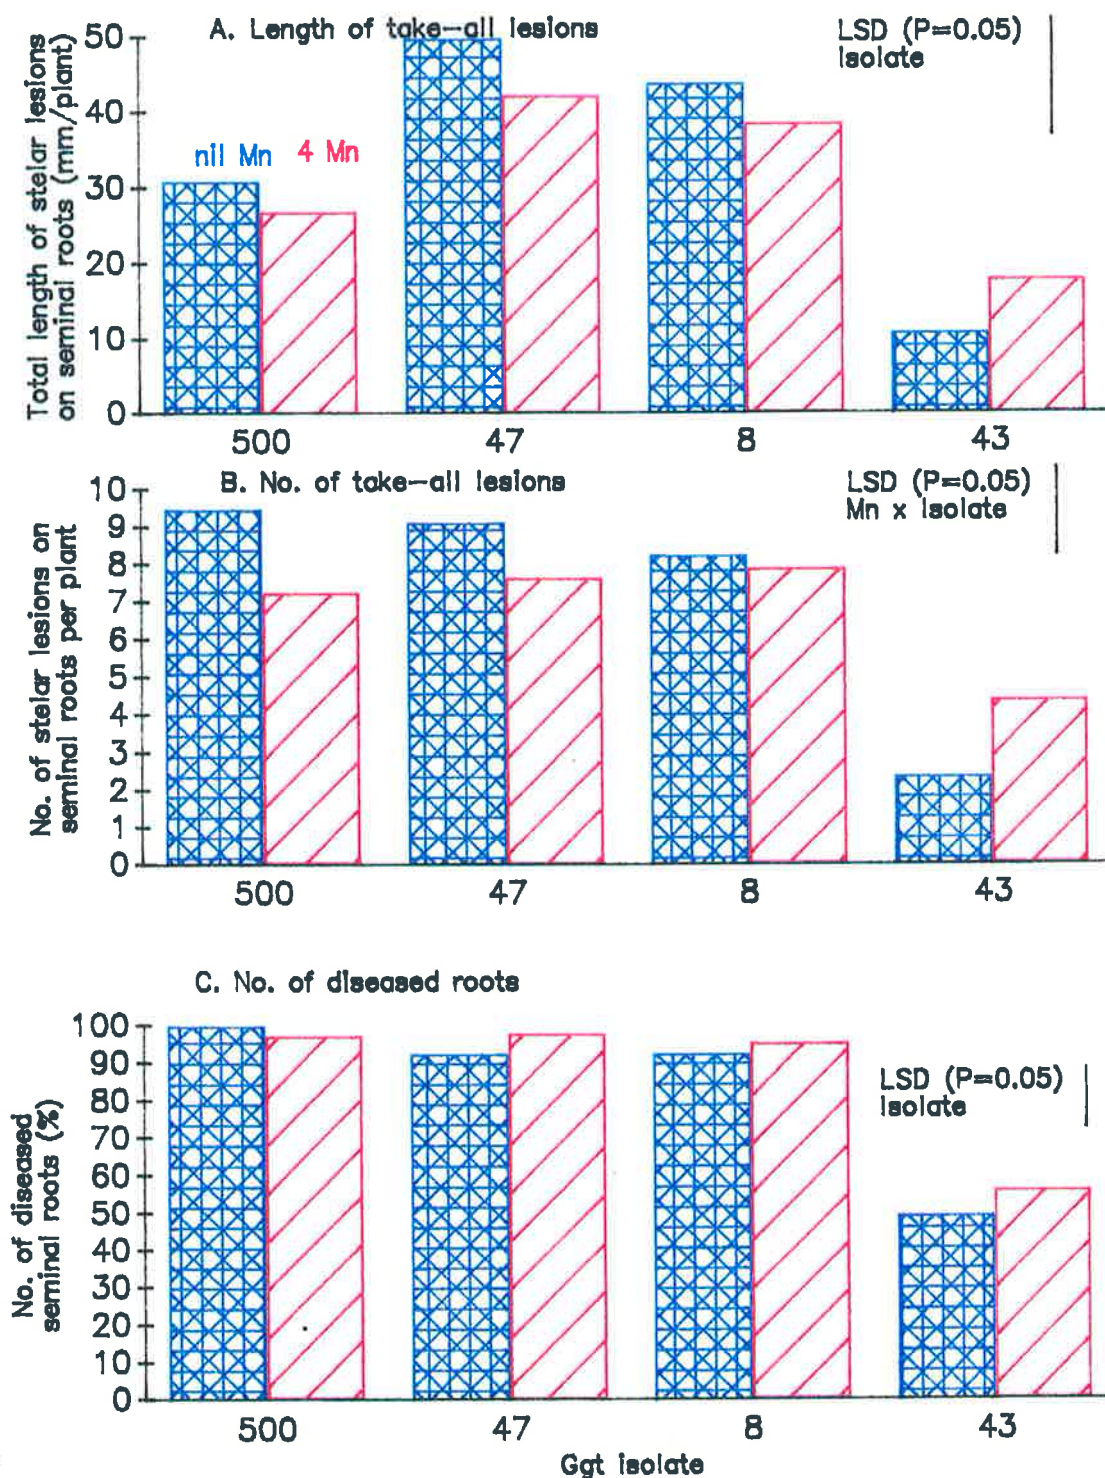 A. Length of take-all lesions
LSD (P=0.05)
Isolate
Total length of stelar lesions
on seminal roots (mm/plant)
50
40
30
20
10
0
nil Mn 4 Mn
500 47 8 43
B. No. of take-all lesions
LSD (P=0.05)
Mn x Isolate
No. of stelar lesions on
seminal roots per plant
10
9
8
7
6
5
4
3
2
1
0
500 47 8 43
C. No. of diseased roots
LSD (P=0.05)
Isolate
No. of diseased
seminal roots (%)
100
90
80
70
60
50
40
30
20
10
0
500 47 8 43
Ggt isolate